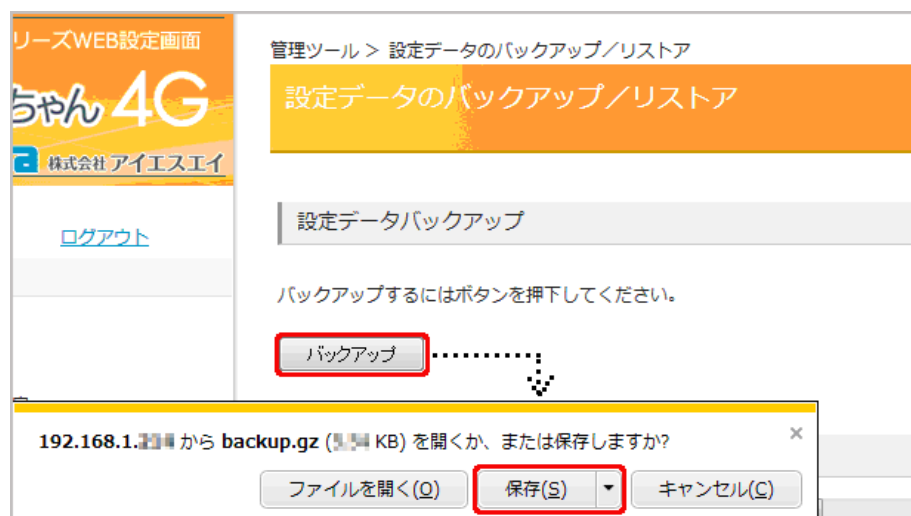 リーズWEB設定画面
ちゃん 4G
株式会社 アイエスエイ
ログアウト
管理ツール > 設定データのバックアップ／リストア
設定データのバックアップ／リストア
設定データバックアップ
バックアップするにはボタンを押下してください。
バックアップ
192.168.1. から backup.gz ( KB) を開くか、または保存しますか?
×
ファイルを開く(O)
保存(S)
キャンセル(C)